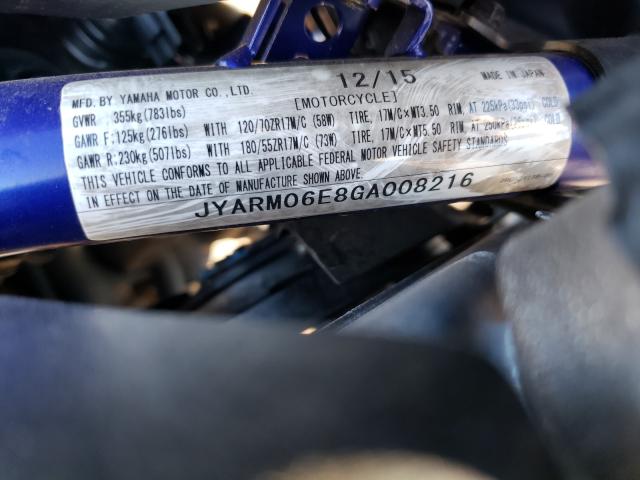 MFD. BY YAMAHA MOTOR CO.,LTD. 12/15 MADE IN JAPAN
GVWR 355kg(783lbs) [MOTORCYCLE]
GAWR F:125kg(276lbs) WITH 120/70ZR17M/C (58W) TIRE, 17M/C×MT3.50 RIM, AT 225kPa(33psi) COLD
GAWR R:230kg(507lbs) WITH 180/55ZR17M/C (73W) TIRE, 17M/C×MT5.50 RIM, AT COLD
THIS VEHICLE CONFORMS TO ALL APPLICABLE FEDERAL MOTOR VEHICLE SAFETY STANDARDS
IN EFFECT ON THE DATE OF MANUFACTURE SHOWN ABOVE.
JYARM06E8GA008216